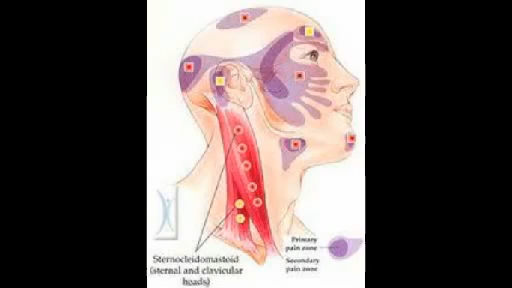 Sternocleidomastoid
(sternal and clavicular
heads)
Primary
pain zone
Secondary
pain zone